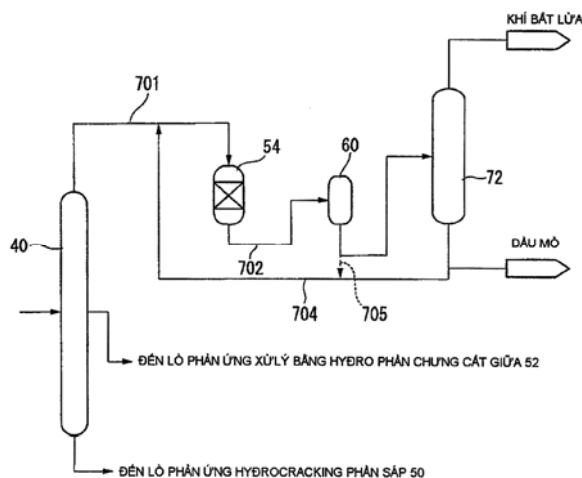 KHÍ BẮT LỬA
701
54
60
72
40
702
DẦU MỎ
704
705
ĐẾN LÒ PHẢN ỨNG XỬ LÝ BẰNG HYĐRO PHẦN CHƯNG CẤT GIỮA 52
ĐẾN LÒ PHẢN ỨNG HYĐROCRACKING PHẦN SÁP 50